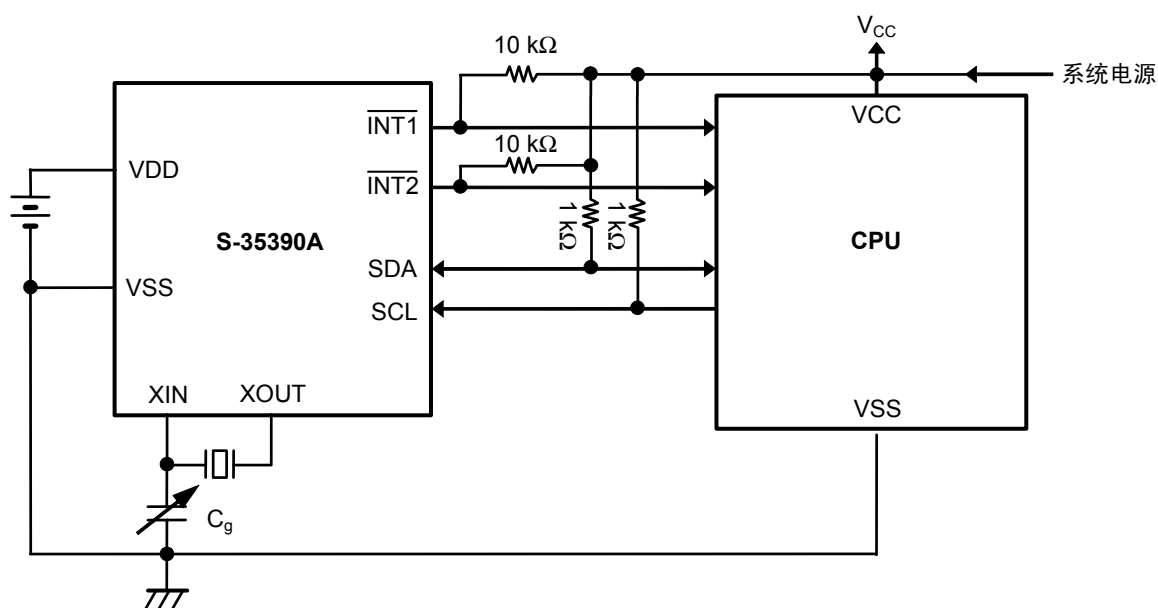 V_CC
10 kΩ
系统电源
INT1
VCC
10 kΩ
VDD
INT2
1 kΩ
1 kΩ
S-35390A
CPU
SDA
VSS
SCL
XIN
XOUT
VSS
C_g